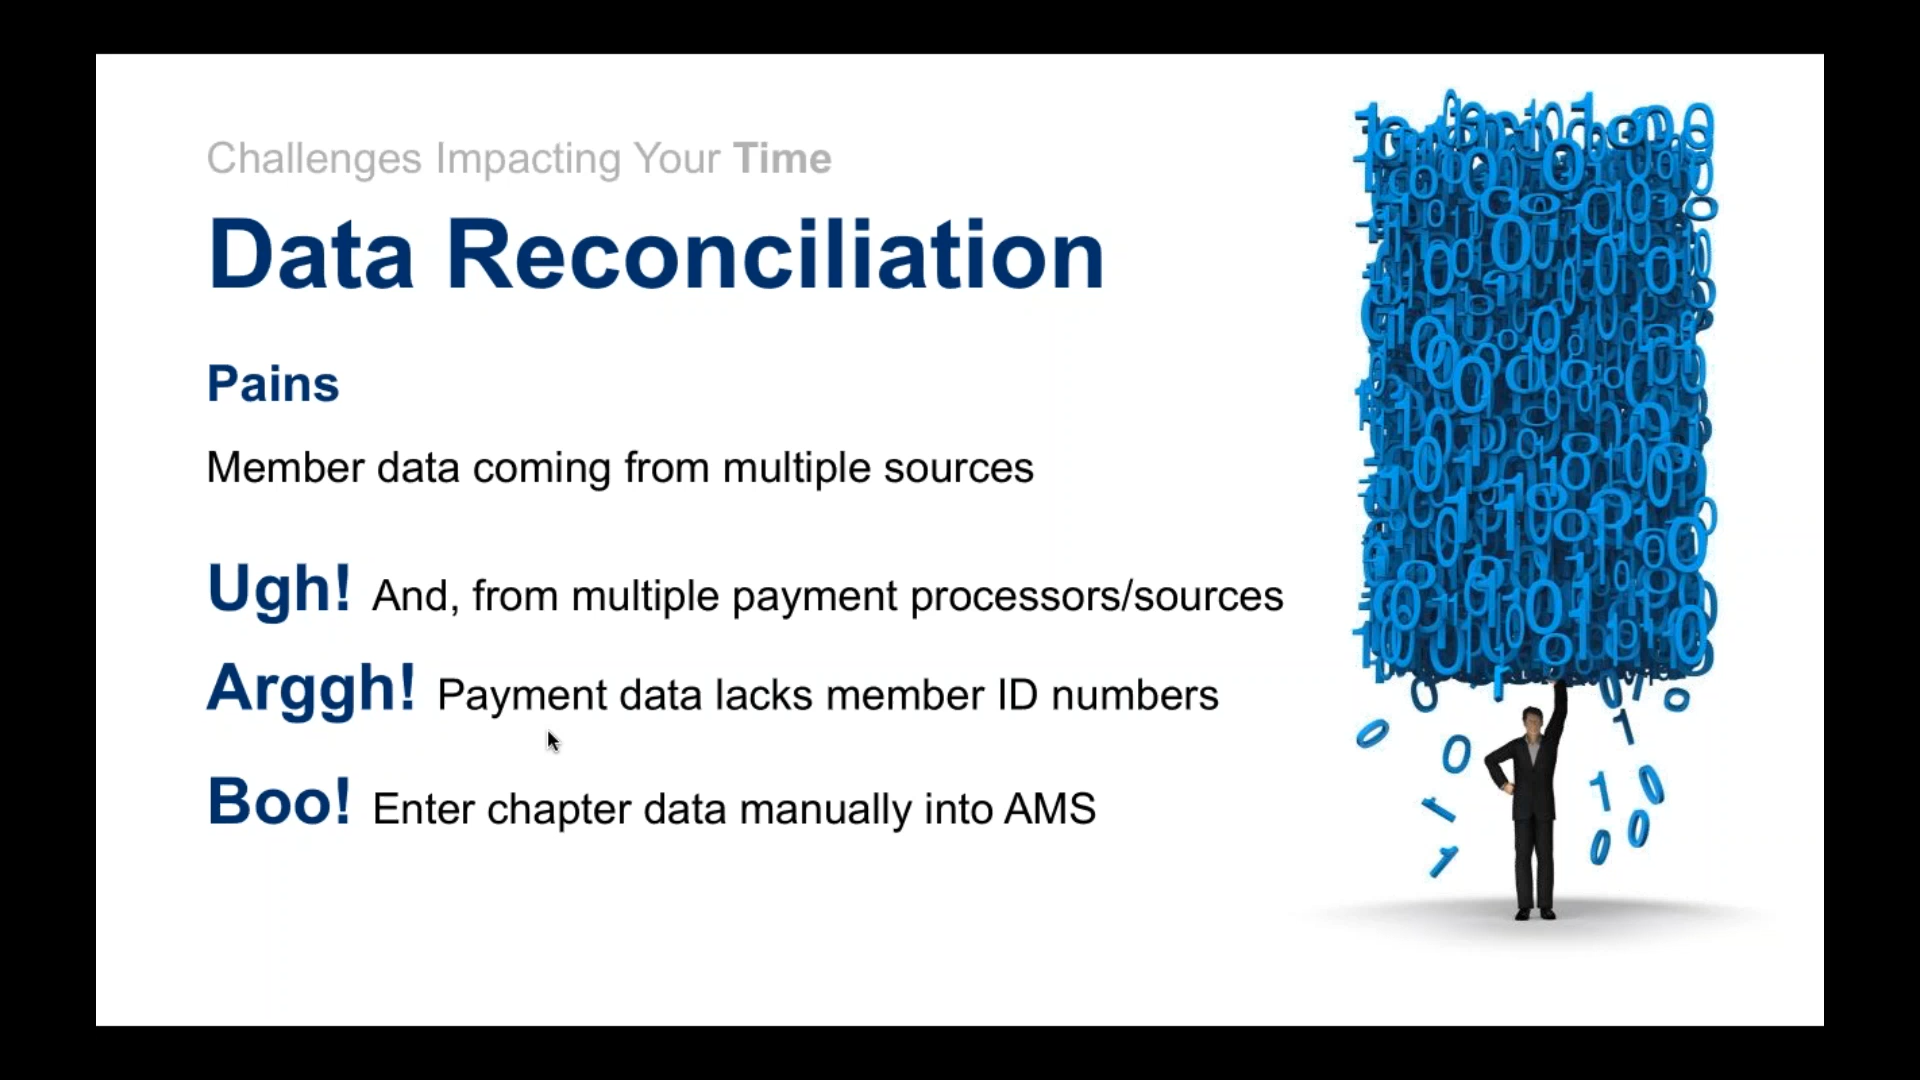 Challenges Impacting Your Time
Data Reconciliation
Pains
Member data coming from multiple sources
Ugh! And, from multiple payment processors/sources
Arggh! Payment data lacks member ID numbers
Boo! Enter chapter data manually into AMS